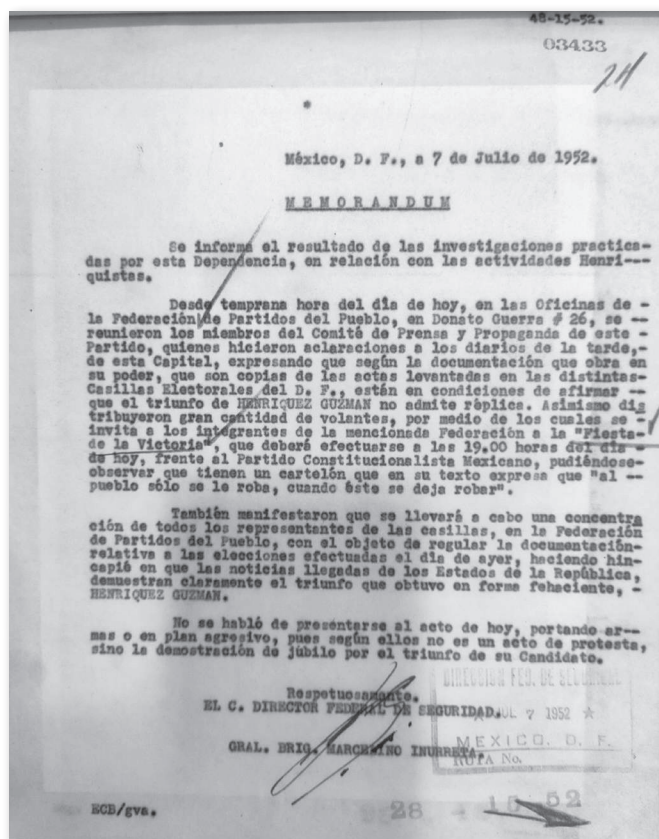 48-15-52.
03433
24
México, D. F., a 7 de Julio de 1952.
M E M O R A N D U M
Se informa el resultado de las investigaciones practica-
das por esta Dependencia, en relación con las actividades Henri---
quistas.
Desde temprana hora del día de hoy, en las Oficinas de -
la Federación de Partidos del Pueblo, en Donato Guerra # 26, se --
reunieron los miembros del Comité de Prensa y Propaganda de este -
Partido, quienes hicieron aclaraciones a los diarios de la tarde,-
de esta Capital, expresando que según la documentación que obra en
su poder, que son copias de las actas levantadas en las distintas-
Casillas Electorales del D. F., están en condiciones de afirmar --
que el triunfo de HENRIQUEZ GUZMAN no admite rèplica. Asimismo dis
tribuyeron gran cantidad de volantes, por medio de los cuales se -
invita a los integrantes de la mencionada Federación a la "Fiesta-
de la Victoria", que deberá efectuarse a las 19.00 horas del día -
de hoy, frente al Partido Constitucionalista Mexicano, pudiéndose-
observar que tienen un cartelón que en su texto expresa que "al --
pueblo sólo se le roba, cuando éste se deja robar".
También manifestaron que se llevará a cabo una concentra
ción de todos los representantes de las casillas, en la Federación
de Partidos del Pueblo, con el objeto de regular la documentación-
relativa a las elecciones efectuadas el día de ayer, haciendo hin-
capié en que las noticias llegadas de los Estados de la República,
demuestran claramente el triunfo que obtuvo en forma fehaciente, -
HENRIQUEZ GUZMAN.
No se habló de presentarse al acto de hoy, portando ar--
mas o en plan agresivo, pues según ellos no es un acto de protesta,
sino la demostración de júbilo por el triunfo de su Candidato.
Respetuosamente.
EL C. DIRECTOR FEDERAL DE SEGURIDAD.
GRAL. BRIG. MARCELINO INURRETA.
DIRECCION FED. DE SEGURIDAD
JUL 7 1952
MEXICO, D. F.
RUTA No.
28 - 15 52
ECB/gva.